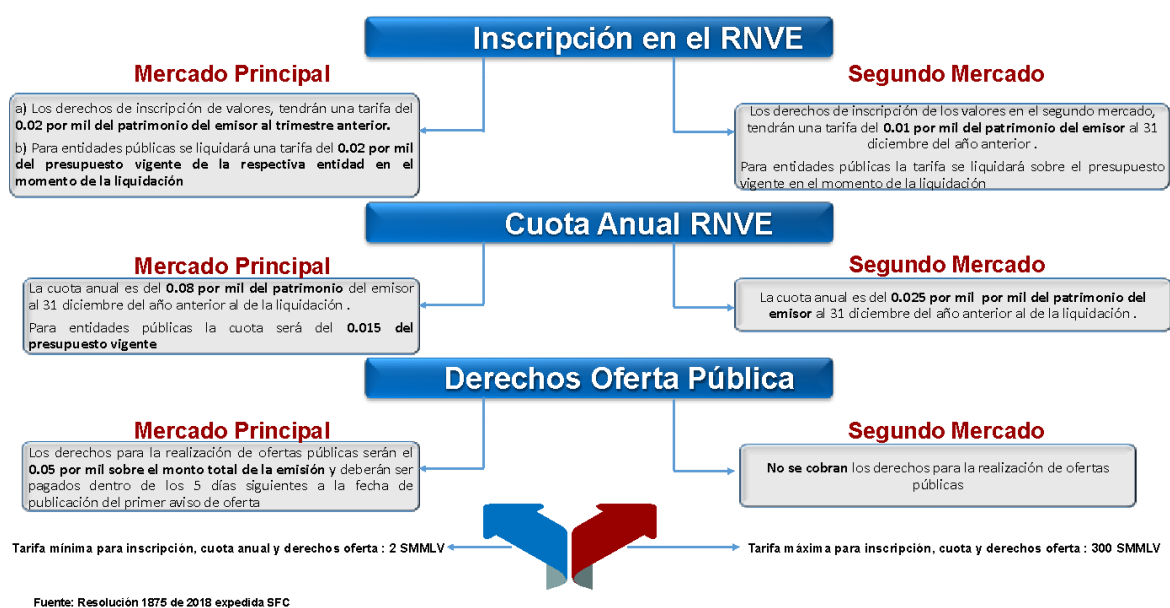 Inscripción en el RNVE
Mercado Principal
a) Los derechos de inscripción de valores, tendrán una tarifa del
0.02 por mil del patrimonio del emisor al trimestre anterior.
b) Para entidades públicas se liquidará una tarifa del 0.02 por mil
del presupuesto vigente de la respectiva entidad en el
momento de la liquidación
Segundo Mercado
Los derechos de inscripción de los valores en el segundo mercado,
tendrán una tarifa del 0.01 por mil del patrimonio del emisor al 31
diciembre del año anterior .
Para entidades públicas la tarifa se liquidará sobre el presupuesto
vigente en el momento de la liquidación
Cuota Anual RNVE
Mercado Principal
La cuota anual es del 0.08 por mil del patrimonio del emisor
al 31 diciembre del año anterior al de la liquidación .
Para entidades públicas la cuota será del 0.015 del
presupuesto vigente
Segundo Mercado
La cuota anual es del 0.025 por mil por mil del patrimonio del
emisor al 31 diciembre del año anterior al de la liquidación .
Derechos Oferta Pública
Mercado Principal
Los derechos para la realización de ofertas públicas serán el
0.05 por mil sobre el monto total de la emisión y deberán ser
pagados dentro de los 5 días siguientes a la fecha de
publicación del primer aviso de oferta
Segundo Mercado
No se cobran los derechos para la realización de ofertas
públicas
Tarifa mínima para inscripción, cuota anual y derechos oferta : 2 SMMLV
Tarifa máxima para inscripción, cuota y derechos oferta : 300 SMMLV
Fuente: Resolución 1875 de 2018 expedida SFC